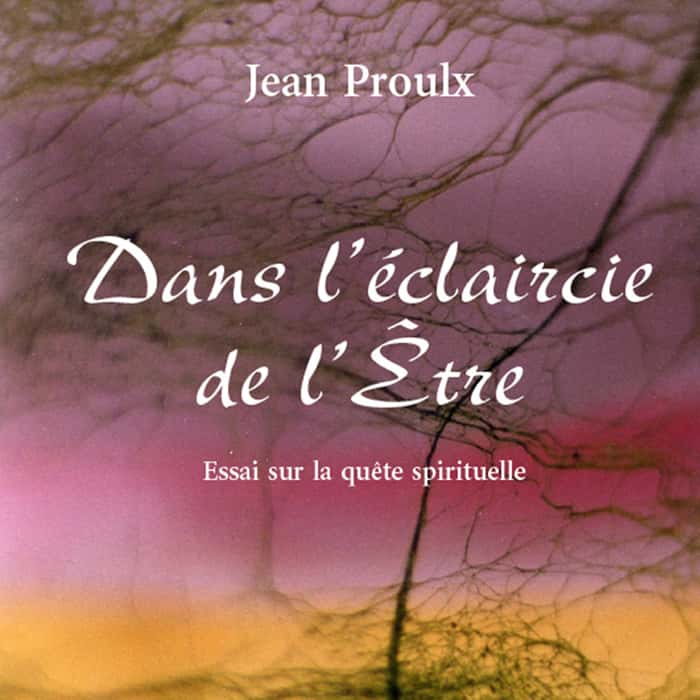 Jean Proulx
Dans l'éclaircie
de l'Être
Essai sur la quête spirituelle